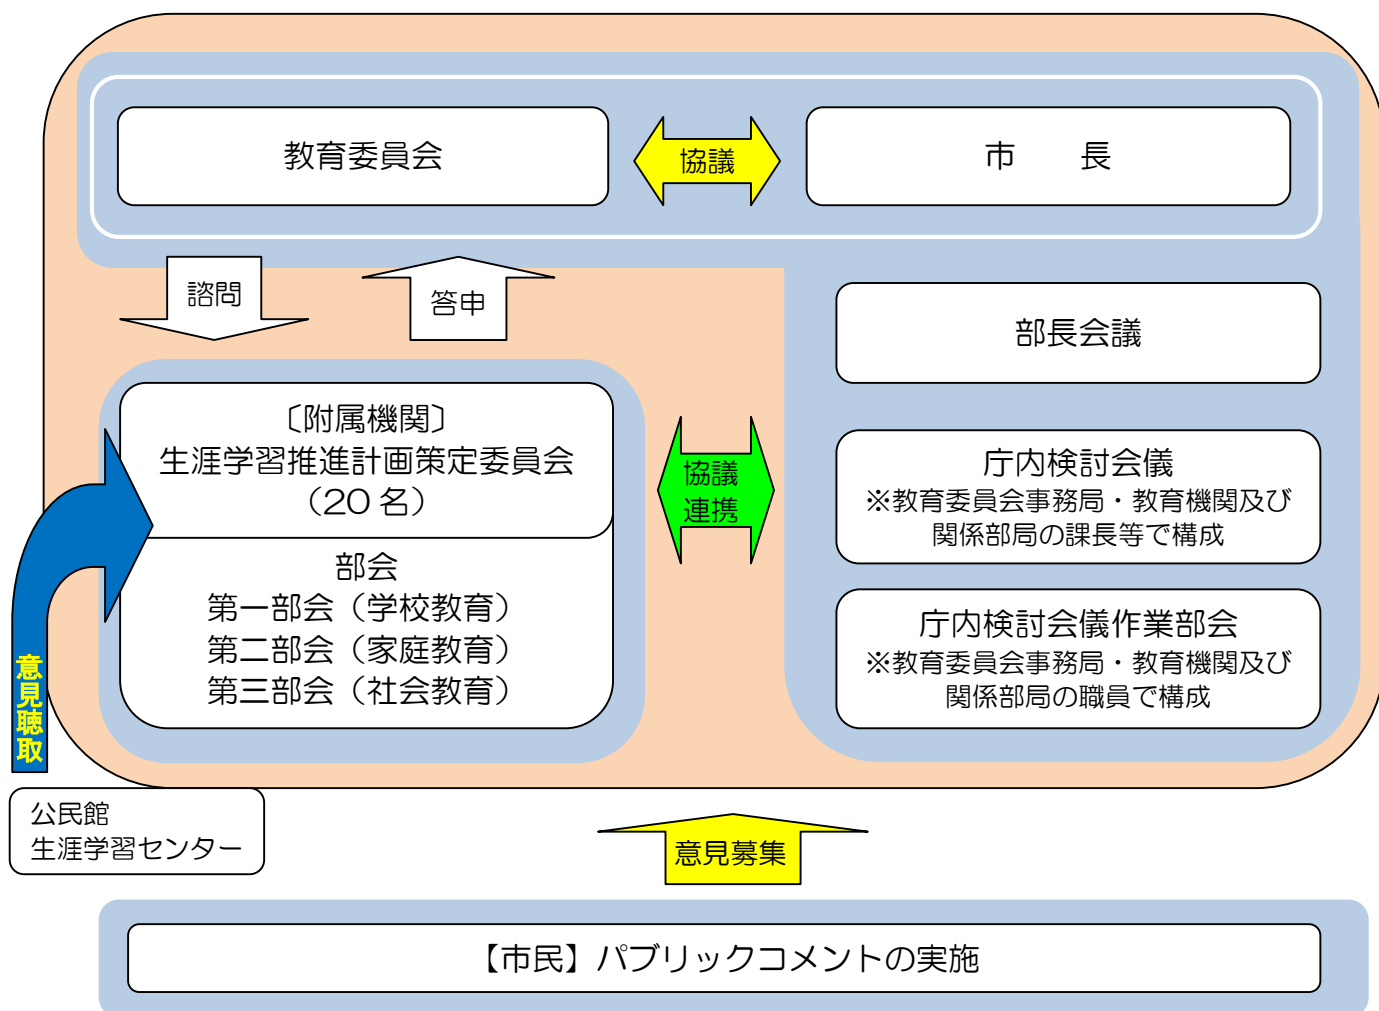 教育委員会
協議
市　　長
諮問
答申
部長会議
〔附属機関〕
生涯学習推進計画策定委員会
（20 名）
部会
第一部会（学校教育）
第二部会（家庭教育）
第三部会（社会教育）
協議
連携
庁内検討会儀
※教育委員会事務局・教育機関及び
関係部局の課長等で構成
庁内検討会儀作業部会
※教育委員会事務局・教育機関及び
関係部局の職員で構成
意見聴取
公民館
生涯学習センター
意見募集
【市民】パブリックコメントの実施